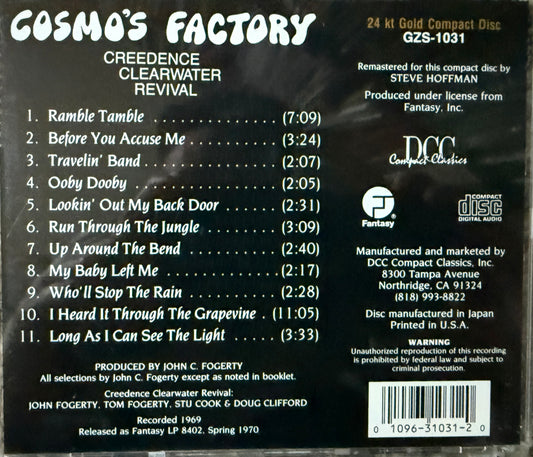 COSMO'S FACTORY
CREEDENCE
CLEARWATER
REVIVAL
1. Ramble Tamble . . . . . . . . . . . . . . (7:09)
2. Before You Accuse Me . . . . . . . . . (3:24)
3. Travelin' Band . . . . . . . . . . . . . . (2:07)
4. Ooby Dooby . . . . . . . . . . . . . . . (2:05)
5. Lookin' Out My Back Door . . . . . . (2:31)
6. Run Through The Jungle . . . . . . . (3:09)
7. Up Around The Bend . . . . . . . . . (2:40)
8. My Baby Left Me . . . . . . . . . . . . (2:17)
9. Who'll Stop The Rain . . . . . . . . . (2:28)
10. I Heard It Through The Grapevine . (11:05)
11. Long As I Can See The Light . . . . . (3:33)
PRODUCED BY JOHN C. FOGERTY
All selections by John C. Fogerty except as noted in booklet.
Creedence Clearwater Revival:
JOHN FOGERTY, TOM FOGERTY, STU COOK & DOUG CLIFFORD
Recorded 1969
Released as Fantasy LP 8402, Spring 1970
24 kt Gold Compact Disc
GZS-1031
Remastered for this compact disc by
STEVE HOFFMAN
Produced under license from
Fantasy, Inc.
DCC
Compact Classics
Fantasy
COMPACT
disc
DIGITAL AUDIO
Manufactured and marketed by
DCC Compact Classics, Inc.
8300 Tampa Avenue
Northridge, CA 91324
(818) 993-8822
Disc manufactured in Japan
Printed in U.S.A.
WARNING
Unauthorized reproduction of this recording
is prohibited by federal law and subject to
criminal prosecution.
0 1096-31031-2 0